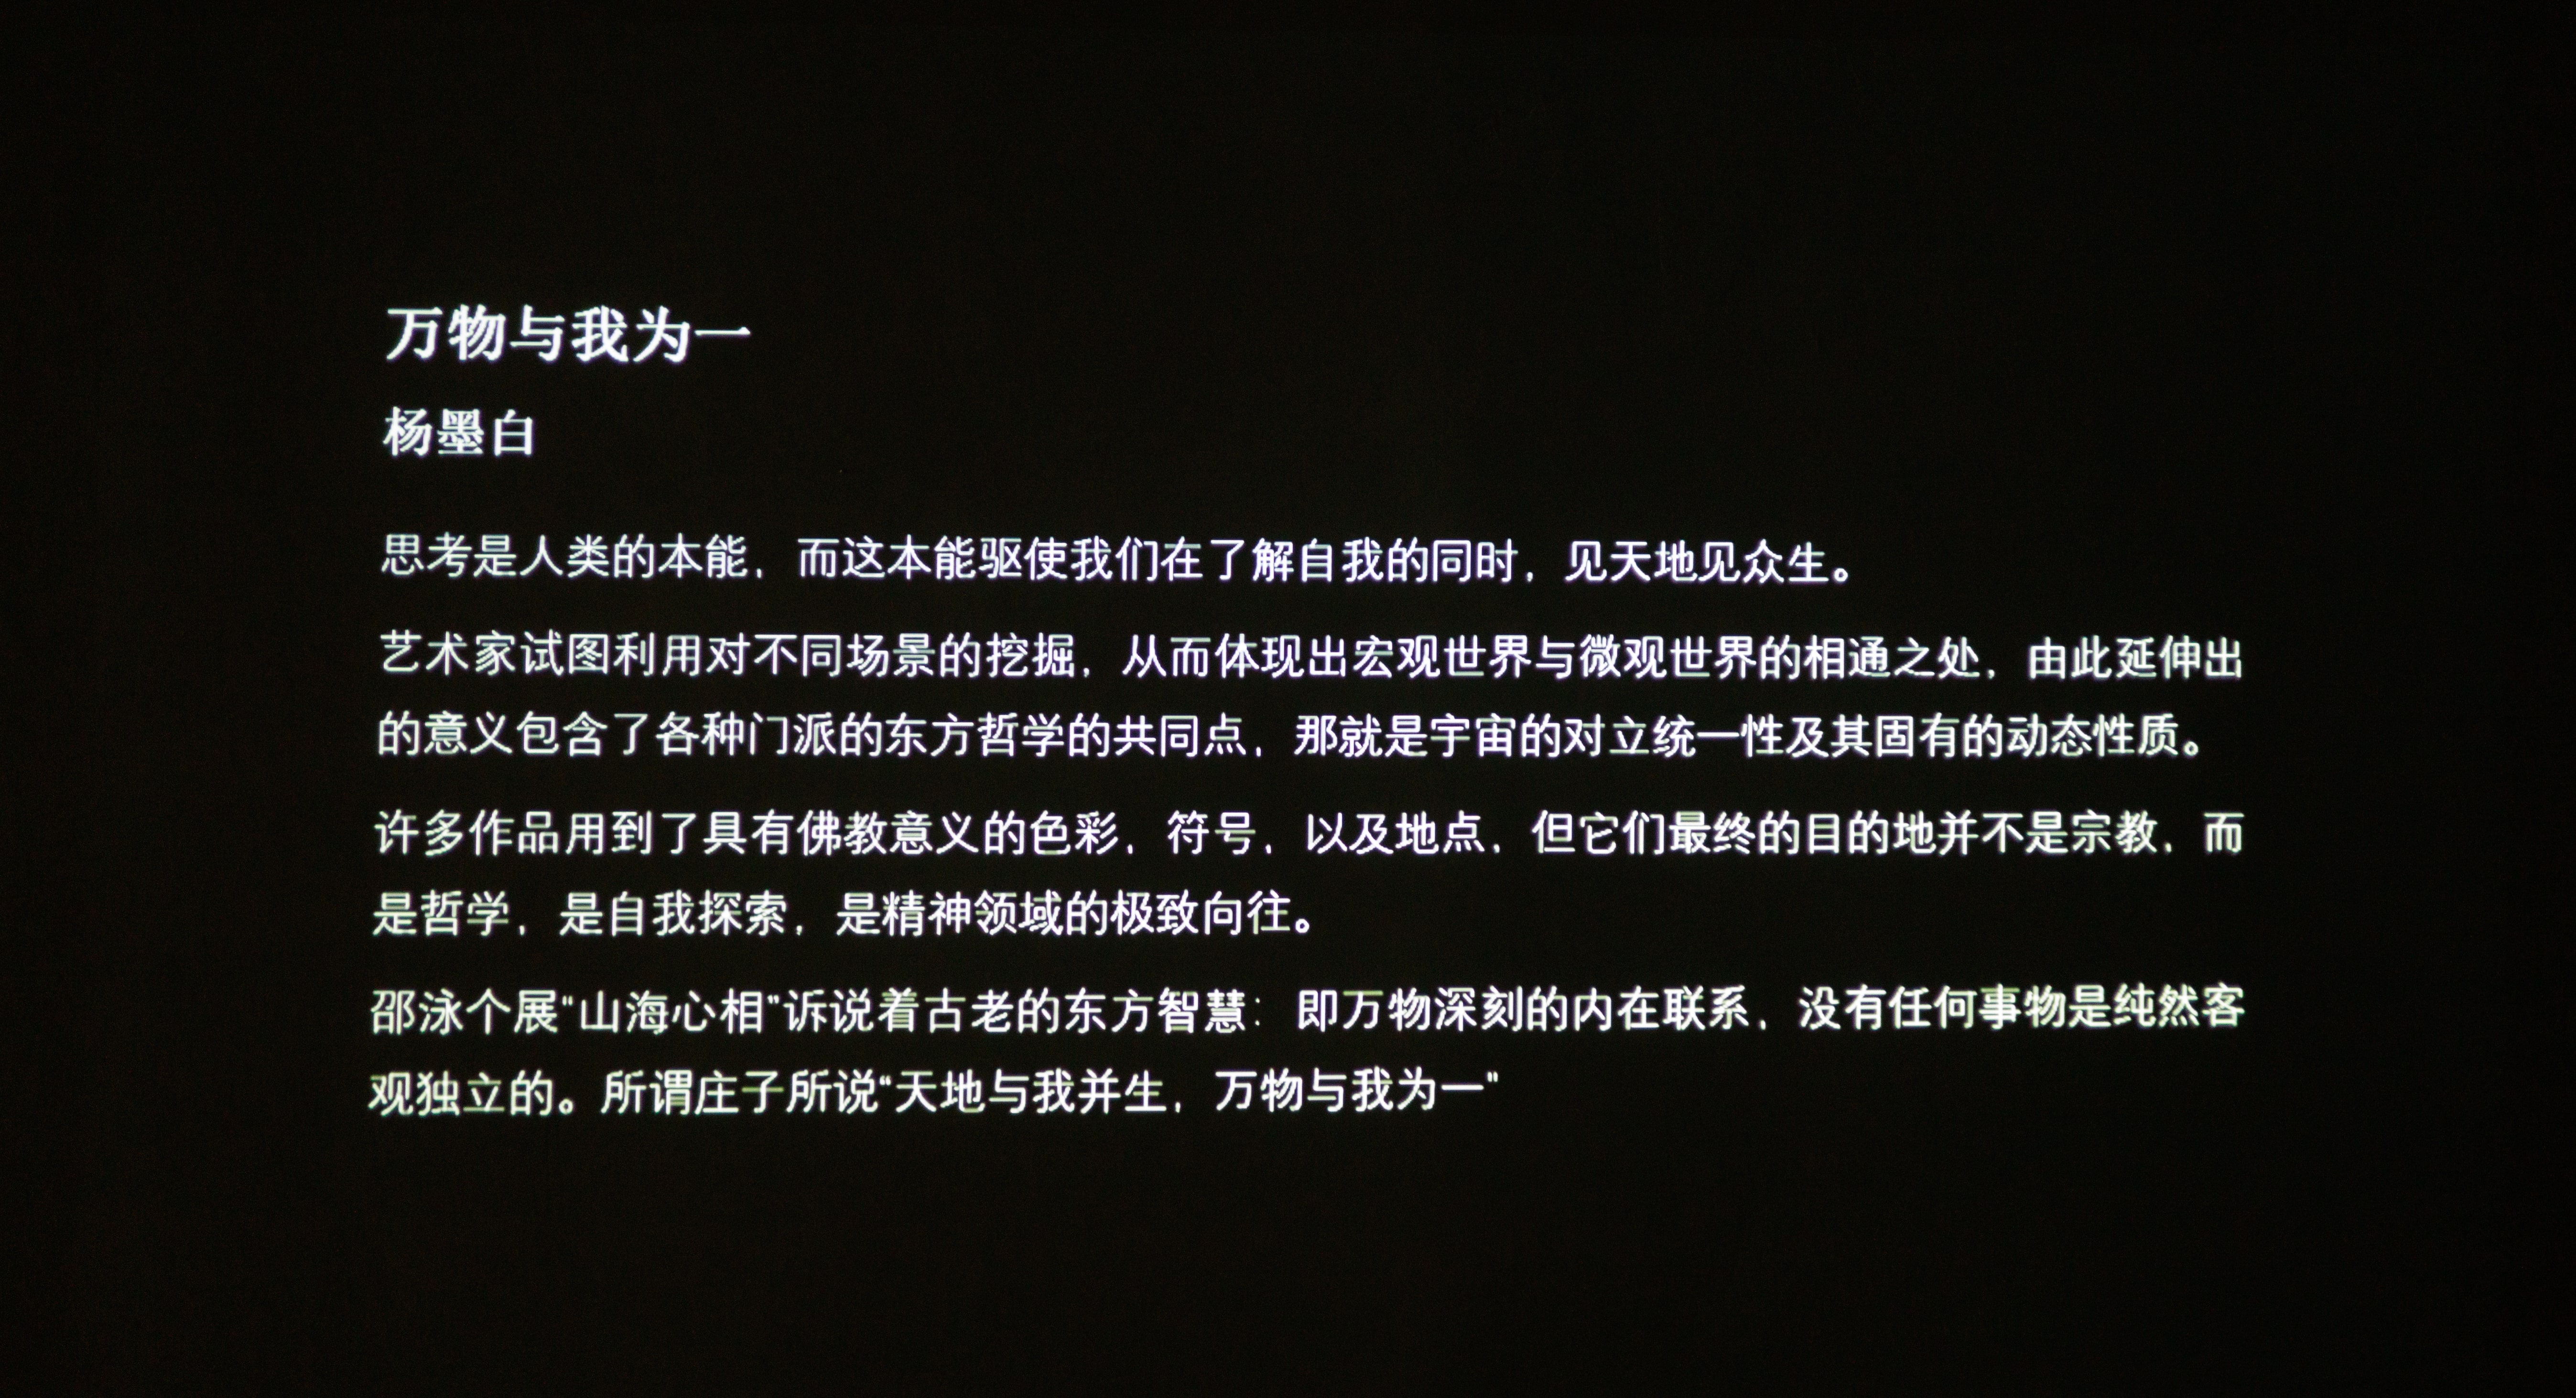 万物与我为一
杨墨白
思考是人类的本能，而这本能驱使我们在了解自我的同时，见天地见众生。
艺术家试图利用对不同场景的挖掘，从而体现出宏观世界与微观世界的相通之处，由此延伸出
的意义包含了各种门派的东方哲学的共同点，那就是宇宙的对立统一性及其固有的动态性质。
许多作品用到了具有佛教意义的色彩，符号，以及地点，但它们最终的目的地并不是宗教，而
是哲学，是自我探索，是精神领域的极致向往。
邵泳个展“山海心相”诉说着古老的东方智慧：即万物深刻的内在联系，没有任何事物是纯然客
观独立的。所谓庄子所说“天地与我并生，万物与我为一”